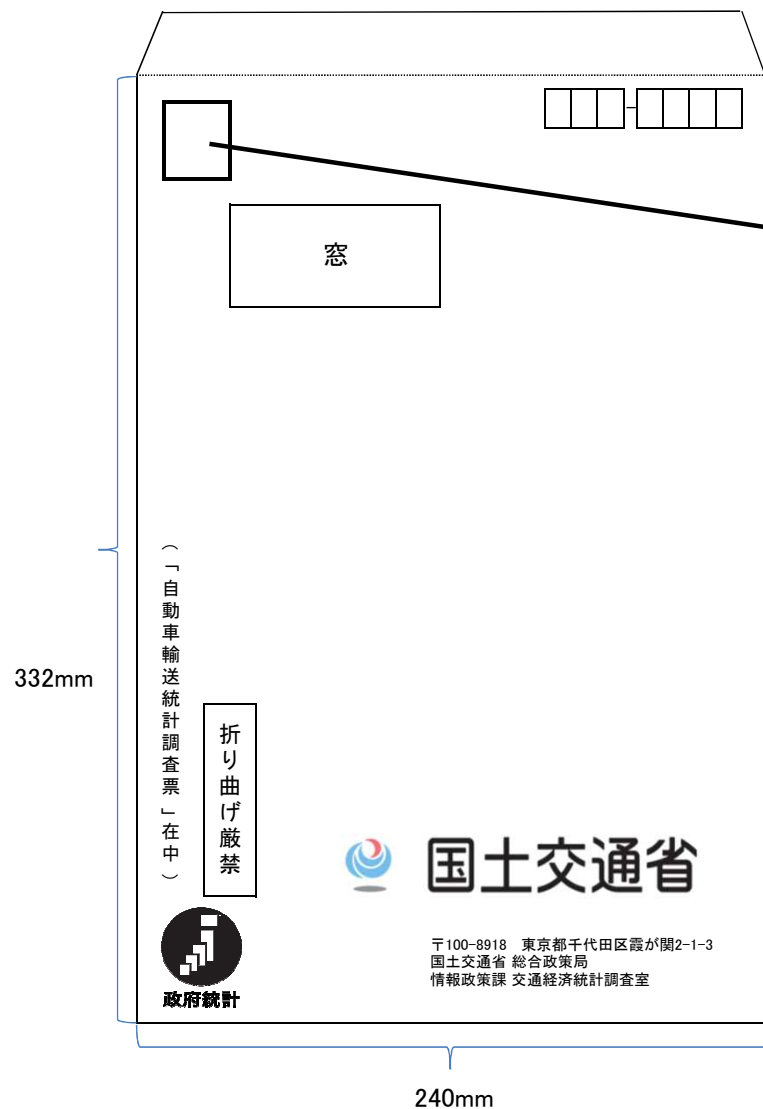 窓
332mm
(「自動車輸送統計調査票」在中)
折り曲げ厳禁
国土交通省
〒100-8918 東京都千代田区霞が関2-1-3
国土交通省 総合政策局
情報政策課 交通経済統計調査室
政府統計
240mm